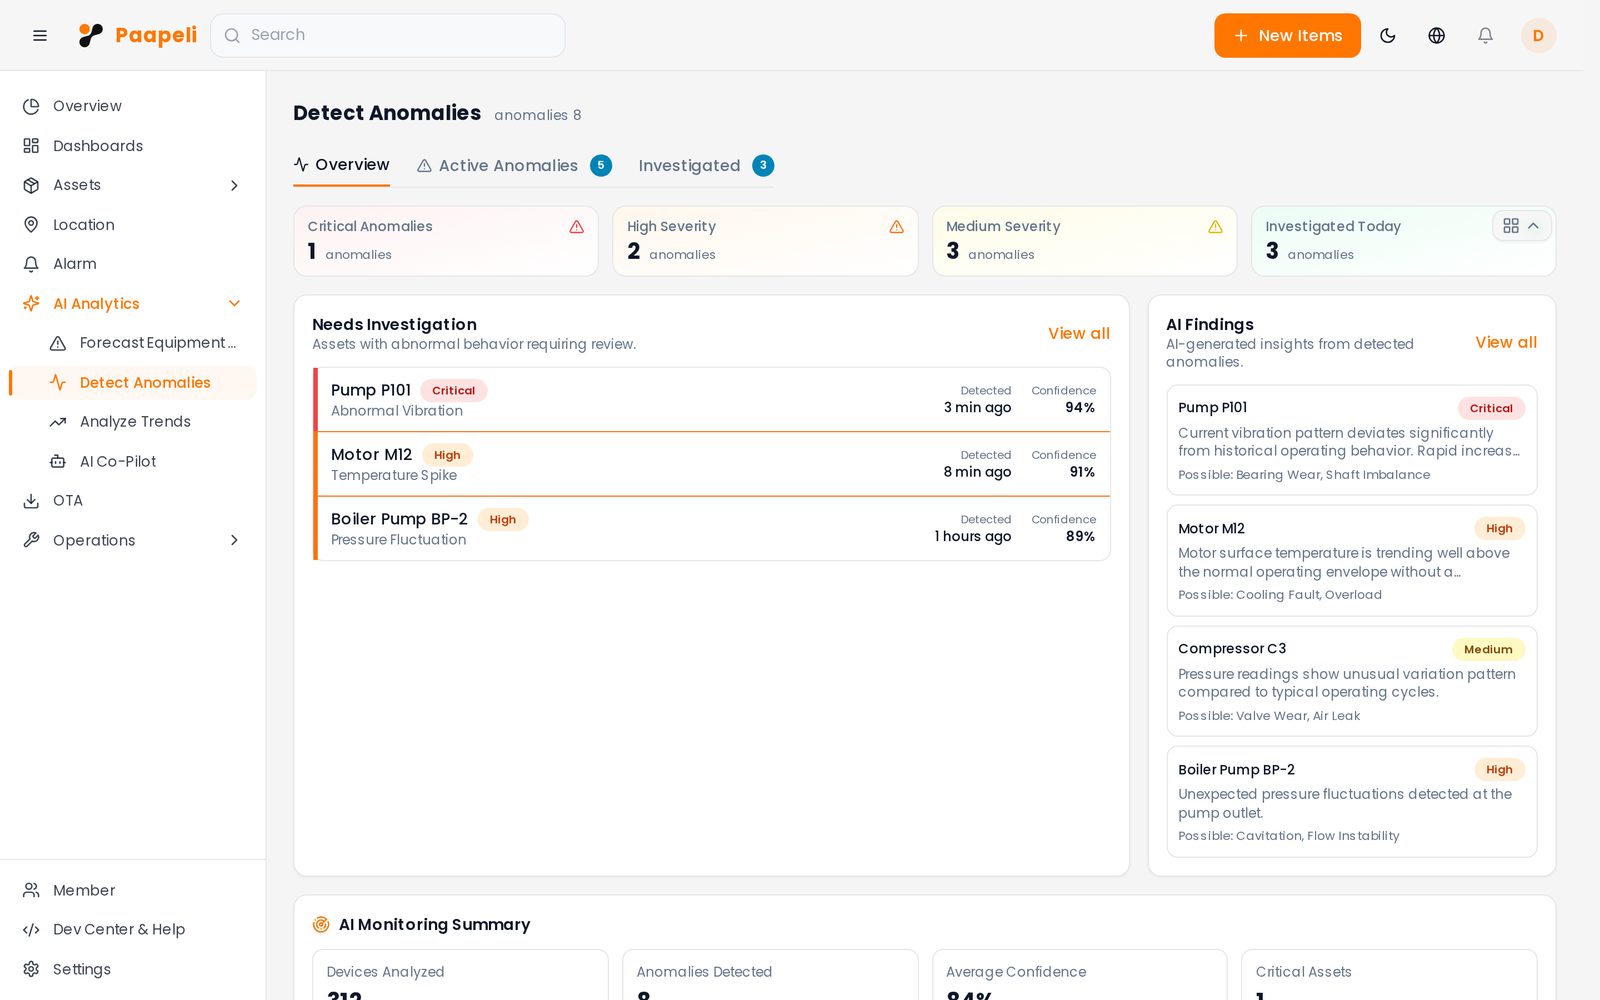 Paapeli
Search
New Items
D
Overview
Dashboards
Assets
Location
Alarm
AI Analytics
Forecast Equipment...
Detect Anomalies
Analyze Trends
AI Co-Pilot
OTA
Operations
Member
Dev Center & Help
Settings
Detect Anomalies anomalies 8
Overview Active Anomalies 5 Investigated 3
Critical Anomalies
1 anomalies
High Severity
2 anomalies
Medium Severity
3 anomalies
Investigated Today
3 anomalies
Needs Investigation
Assets with abnormal behavior requiring review.
View all
Pump P101 Critical
Abnormal Vibration
Detected
3 min ago
Confidence
94%
Motor M12 High
Temperature Spike
Detected
8 min ago
Confidence
91%
Boiler Pump BP-2 High
Pressure Fluctuation
Detected
1 hours ago
Confidence
89%
AI Findings
AI-generated insights from detected
anomalies.
View all
Pump P101 Critical
Current vibration pattern deviates significantly
from historical operating behavior. Rapid increas...
Possible: Bearing Wear, Shaft Imbalance
Motor M12 High
Motor surface temperature is trending well above
the normal operating envelope without a...
Possible: Cooling Fault, Overload
Compressor C3 Medium
Pressure readings show unusual variation pattern
compared to typical operating cycles.
Possible: Valve Wear, Air Leak
Boiler Pump BP-2 High
Unexpected pressure fluctuations detected at the
pump outlet.
Possible: Cavitation, Flow Instability
AI Monitoring Summary
Devices Analyzed
312
Anomalies Detected
8
Average Confidence
84%
Critical Assets
1